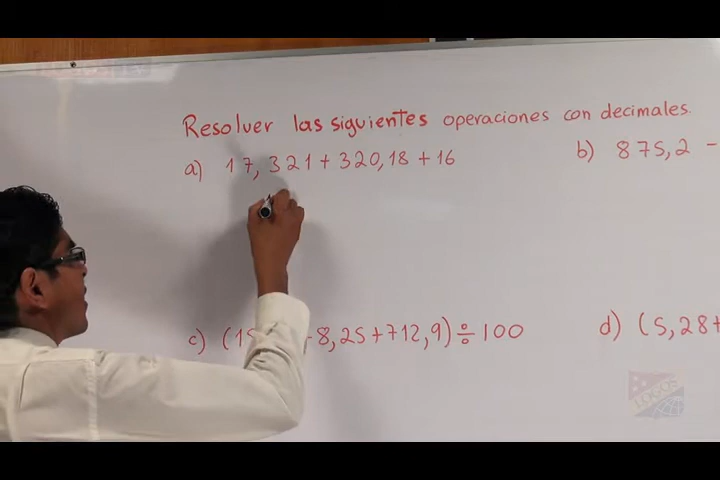 Resolver las siguientes operaciones con decimales.
a) 17,321 + 320,18 + 16
b) 875,2 -
c) (1 -8,25+712,9) ÷ 100
d) (5,28+
LOGOS